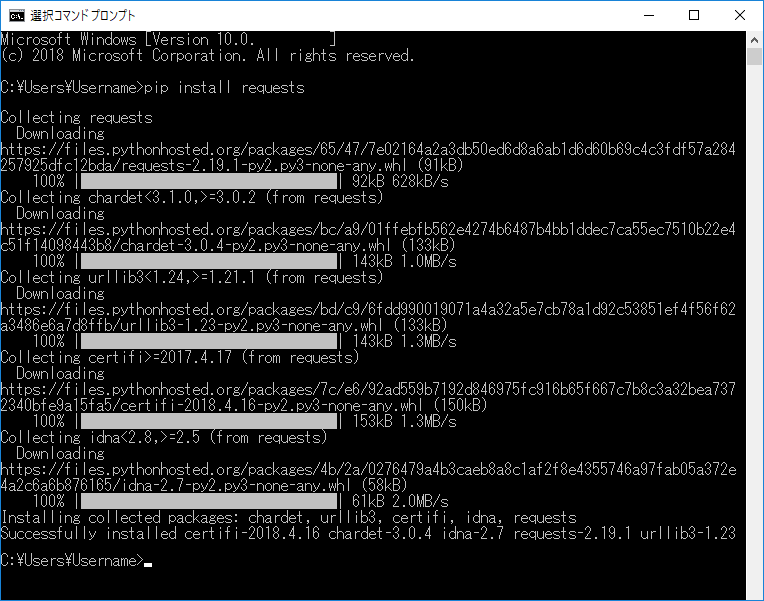 選択コマンドプロンプト
Microsoft Windows [Version 10.0. ]
(c) 2018 Microsoft Corporation. All rights reserved.
C:¥Users¥Username>pip install requests
Collecting requests
Downloading
https://files.pythonhosted.org/packages/65/47/7e02164a2a3db50ed6d8a6ab1d6d60b69c4c3fdf57a284
257925dfc12bda/requests-2.19.1-py2.py3-none-any.whl (91kB)
100% |████████████████████████████████| 92kB 628kB/s
Collecting chardet<3.1.0,>=3.0.2 (from requests)
Downloading
https://files.pythonhosted.org/packages/bc/a9/01ffebfb562e4274b6487b4bb1ddec7ca55ec7510b22e4
c51f14098443b8/chardet-3.0.4-py2.py3-none-any.whl (133kB)
100% |████████████████████████████████| 143kB 1.0MB/s
Collecting urllib3<1.24,>=1.21.1 (from requests)
Downloading
https://files.pythonhosted.org/packages/bd/c9/6fdd990019071a4a32a5e7cb78a1d92c53851ef4f56f62
a3486e6a7d8ffb/urllib3-1.23-py2.py3-none-any.whl (133kB)
100% |████████████████████████████████| 143kB 1.3MB/s
Collecting certifi>=2017.4.17 (from requests)
Downloading
https://files.pythonhosted.org/packages/7c/e6/92ad559b7192d846975fc916b65f667c7b8c3a32bea737
2340bfe9a15fa5/certifi-2018.4.16-py2.py3-none-any.whl (150kB)
100% |████████████████████████████████| 153kB 1.3MB/s
Collecting idna<2.8,>=2.5 (from requests)
Downloading
https://files.pythonhosted.org/packages/4b/2a/0276479a4b3caeb8a8c1af2f8e4355746a97fab05a372e
4a2c6a6b876165/idna-2.7-py2.py3-none-any.whl (58kB)
100% |████████████████████████████████| 61kB 2.0MB/s
Installing collected packages: chardet, urllib3, certifi, idna, requests
Successfully installed certifi-2018.4.16 chardet-3.0.4 idna-2.7 requests-2.19.1 urllib3-1.23
C:¥Users¥Username>